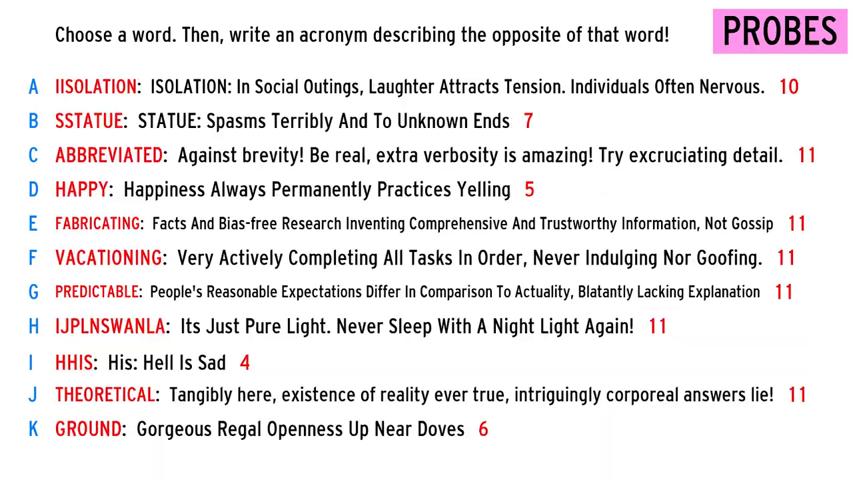 Choose a word. Then, write an acronym describing the opposite of that word!
PROBES
A IISOLATION: ISOLATION: In Social Outings, Laughter Attracts Tension. Individuals Often Nervous. 10
B SSTATUE: STATUE: Spasms Terribly And To Unknown Ends 7
C ABBREVIATED: Against brevity! Be real, extra verbosity is amazing! Try excruciating detail. 11
D HAPPY: Happiness Always Permanently Practices Yelling 5
E FABRICATING: Facts And Bias-free Research Inventing Comprehensive And Trustworthy Information, Not Gossip 11
F VACATIONING: Very Actively Completing All Tasks In Order, Never Indulging Nor Goofing. 11
G PREDICTABLE: People's Reasonable Expectations Differ In Comparison To Actuality, Blatantly Lacking Explanation 11
H IJPLNSWANLA: Its Just Pure Light. Never Sleep With A Night Light Again! 11
I HHIS: His: Hell Is Sad 4
J THEORETICAL: Tangibly here, existence of reality ever true, intriguingly corporeal answers lie! 11
K GROUND: Gorgeous Regal Openness Up Near Doves 6